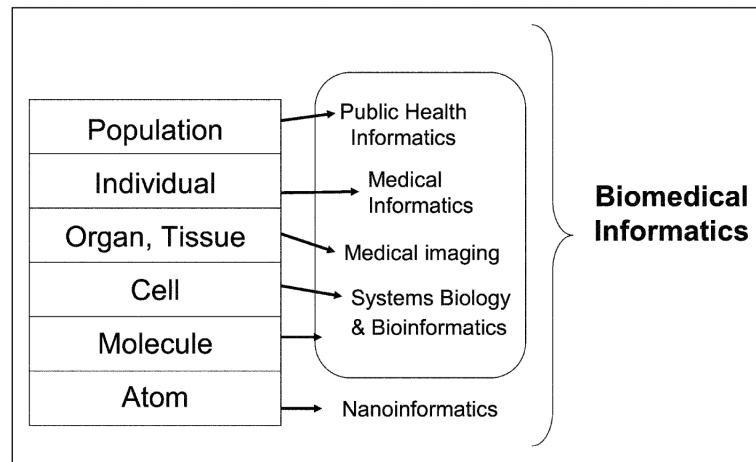 Population
Individual
Organ, Tissue
Cell
Molecule
Atom
Public Health
Informatics
Medical
Informatics
Medical imaging
Systems Biology
& Bioinformatics
Nanoinformatics
Biomedical
Informatics